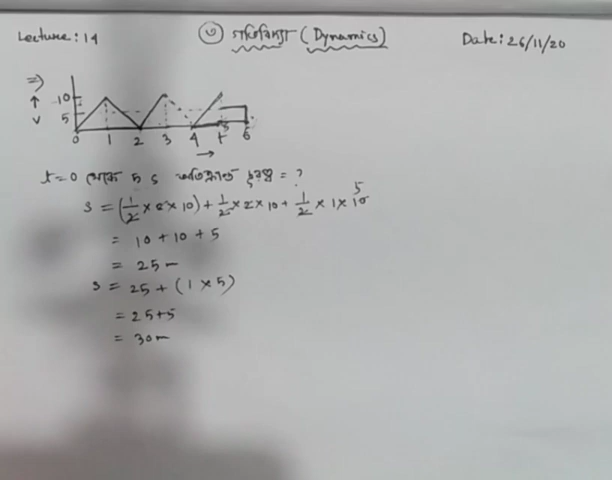 Lecture: 14
③ গতিবিদ্যা (Dynamics)
Date: 26/11/20
⇒)
↑ 10
v 5
0 1 2 3 4 5 6
→
t=0 থেকে 5 s অতিক্রান্ত দূরত্ব = ?
s = (1/2 × 2 × 10) + 1/2 × 2 × 10 + 1/2 × 1 × 10 5
= 10 + 10 + 5
= 25 m
s = 25 + (1 × 5)
= 25+5
= 30 m